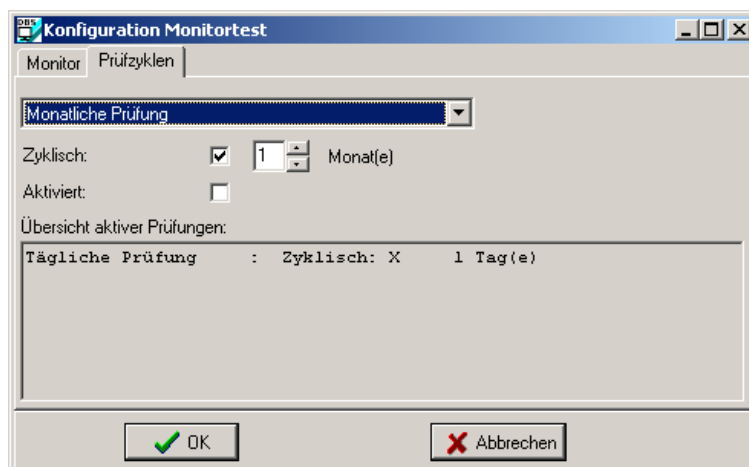 DBS
Konfiguration Monitortest
Monitor Prüfzyklen
Monatliche Prüfung
Zyklisch: 1 Monat(e)
Aktiviert:
Übersicht aktiver Prüfungen:
Tägliche Prüfung : Zyklisch: X 1 Tag(e)
OK Abbrechen